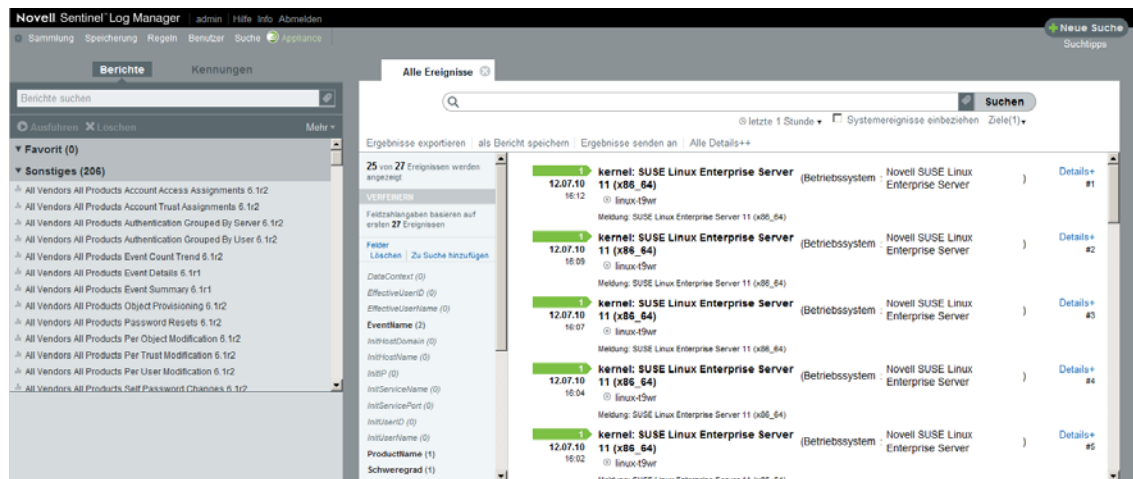 Novell Sentinel™ Log Manager | admin | Hilfe Info Abmelden
Sammlung Speicherung Regeln Benutzer Suche Appliance
Neue Suche
Suchtipps
Berichte Kennungen
Berichte suchen
Ausführen Löschen Mehr
Favorit (0)
Sonstiges (206)
All Vendors All Products Account Access Assignments 6.1r2
All Vendors All Products Account Trust Assignments 6.1r2
All Vendors All Products Authentication Grouped By Server 6.1r2
All Vendors All Products Authentication Grouped By User 6.1r2
All Vendors All Products Event Count Trend 6.1r2
All Vendors All Products Event Details 6.1r1
All Vendors All Products Event Summary 6.1r1
All Vendors All Products Object Provisioning 6.1r2
All Vendors All Products Password Resets 6.1r2
All Vendors All Products Per Object Modification 6.1r2
All Vendors All Products Per Trust Modification 6.1r2
All Vendors All Products Per User Modification 6.1r2
All Vendors All Products Self Password Changes 6.1r2
Alle Ereignisse
Suchen
letzte 1 Stunde Systemereignisse einbeziehen Ziele(1)
Ergebnisse exportieren | als Bericht speichern | Ergebnisse senden an | Alle Details++
25 von 27 Ereignissen werden
angezeigt
VERFEINERN
Feldzahlangaben basieren auf
ersten 27 Ereignissen
Felder
Löschen | Zu Suche hinzufügen
DataContext (0)
EffectiveUserID (0)
EffectiveUserName (0)
EventName (2)
InitHostDomain (0)
InitHostName (0)
InitIP (0)
InitServiceName (0)
InitServicePort (0)
InitUserID (0)
InitUserName (0)
ProductName (1)
Schweregrad (1)
1 kernel: SUSE Linux Enterprise Server (Betriebssystem : Novell SUSE Linux ) Details+
12.07.10 11 (x86_64) Enterprise Server #1
16:12 linux-t9wr
Meldung: SUSE Linux Enterprise Server 11 (x86_64)
1 kernel: SUSE Linux Enterprise Server (Betriebssystem : Novell SUSE Linux ) Details+
12.07.10 11 (x86_64) Enterprise Server #2
16:09 linux-t9wr
Meldung: SUSE Linux Enterprise Server 11 (x86_64)
1 kernel: SUSE Linux Enterprise Server (Betriebssystem : Novell SUSE Linux ) Details+
12.07.10 11 (x86_64) Enterprise Server #3
16:07 linux-t9wr
Meldung: SUSE Linux Enterprise Server 11 (x86_64)
1 kernel: SUSE Linux Enterprise Server (Betriebssystem : Novell SUSE Linux ) Details+
12.07.10 11 (x86_64) Enterprise Server #4
16:04 linux-t9wr
Meldung: SUSE Linux Enterprise Server 11 (x86_64)
1 kernel: SUSE Linux Enterprise Server (Betriebssystem : Novell SUSE Linux ) Details+
12.07.10 11 (x86_64) Enterprise Server #5
16:02 linux-t9wr
Meldung: SUSE Linux Enterprise Server 11 (x86_64)